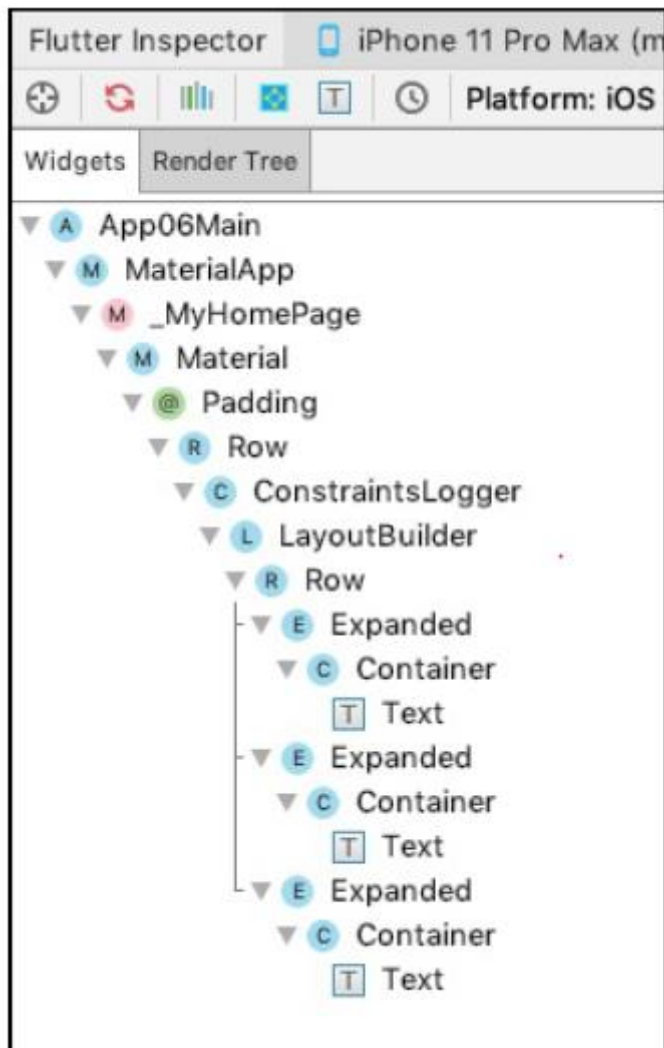 Flutter Inspector iPhone 11 Pro Max (m
T Platform: iOS
Widgets Render Tree
A App06Main
M MaterialApp
M _MyHomePage
M Material
@ Padding
R Row
C ConstraintsLogger
L LayoutBuilder
R Row
E Expanded
C Container
T Text
E Expanded
C Container
T Text
E Expanded
C Container
T Text